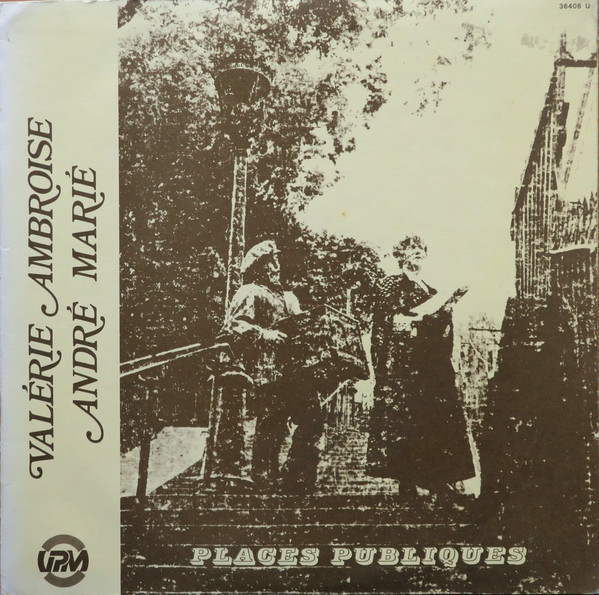 36406 U
VALÉRIE AMBROISE
ANDRÉ MARIÉ
UPM
PLACES PUBLIQUES